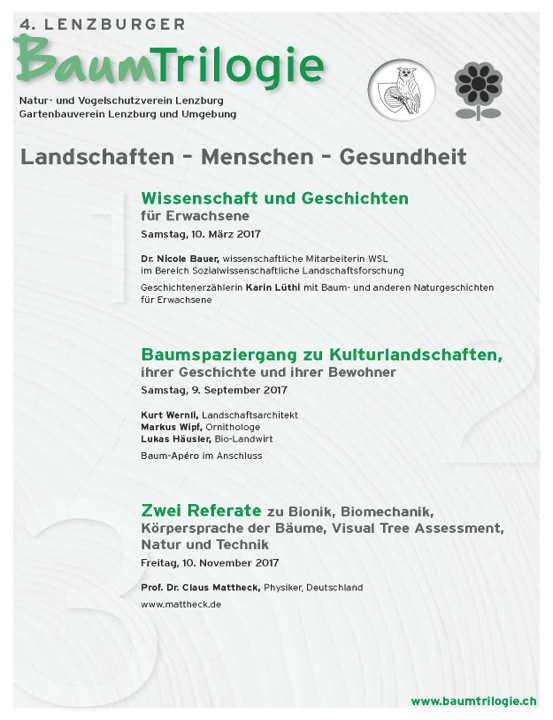 4. LENZBURGER
BaumTrilogie
Natur- und Vogelschutzverein Lenzburg
Gartenbauverein Lenzburg und Umgebung
Landschaften – Menschen – Gesundheit
1
Wissenschaft und Geschichten
für Erwachsene
Samstag, 10. März 2017
Dr. Nicole Bauer, wissenschaftliche Mitarbeiterin WSL
im Bereich Sozialwissenschaftliche Landschaftsforschung
Geschichtenerzählerin Karin Lüthi mit Baum- und anderen Naturgeschichten
für Erwachsene
2
Baumspaziergang zu Kulturlandschaften,
ihrer Geschichte und ihrer Bewohner
Samstag, 9. September 2017
Kurt Wernli, Landschaftsarchitekt
Markus Wipf, Ornithologe
Lukas Häusler, Bio-Landwirt
Baum-Apéro im Anschluss
3
Zwei Referate zu Bionik, Biomechanik,
Körpersprache der Bäume, Visual Tree Assessment,
Natur und Technik
Freitag, 10. November 2017
Prof. Dr. Claus Mattheck, Physiker, Deutschland
www.mattheck.de
www.baumtrilogie.ch